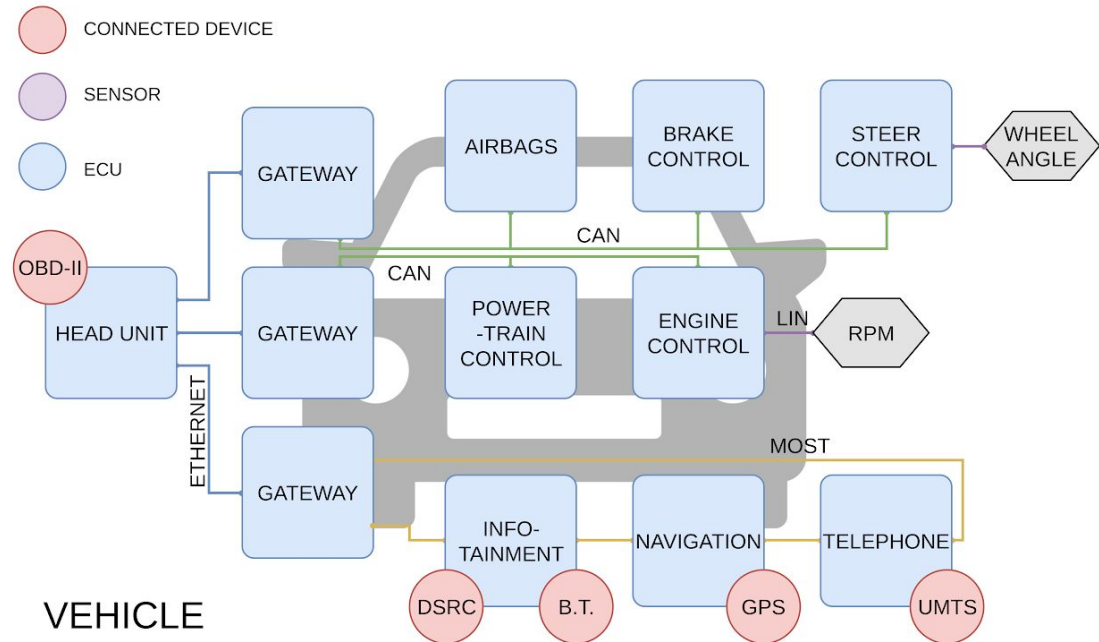 CONNECTED DEVICE
SENSOR
ECU
GATEWAY
AIRBAGS
BRAKE
CONTROL
STEER
CONTROL
WHEEL
ANGLE
CAN
OBD-II
HEAD UNIT
GATEWAY
CAN
POWER
-TRAIN
CONTROL
ENGINE
CONTROL
LIN
RPM
ETHERNET
GATEWAY
MOST
INFO-
TAINMENT
NAVIGATION
TELEPHONE
DSRC
B.T.
GPS
UMTS
VEHICLE